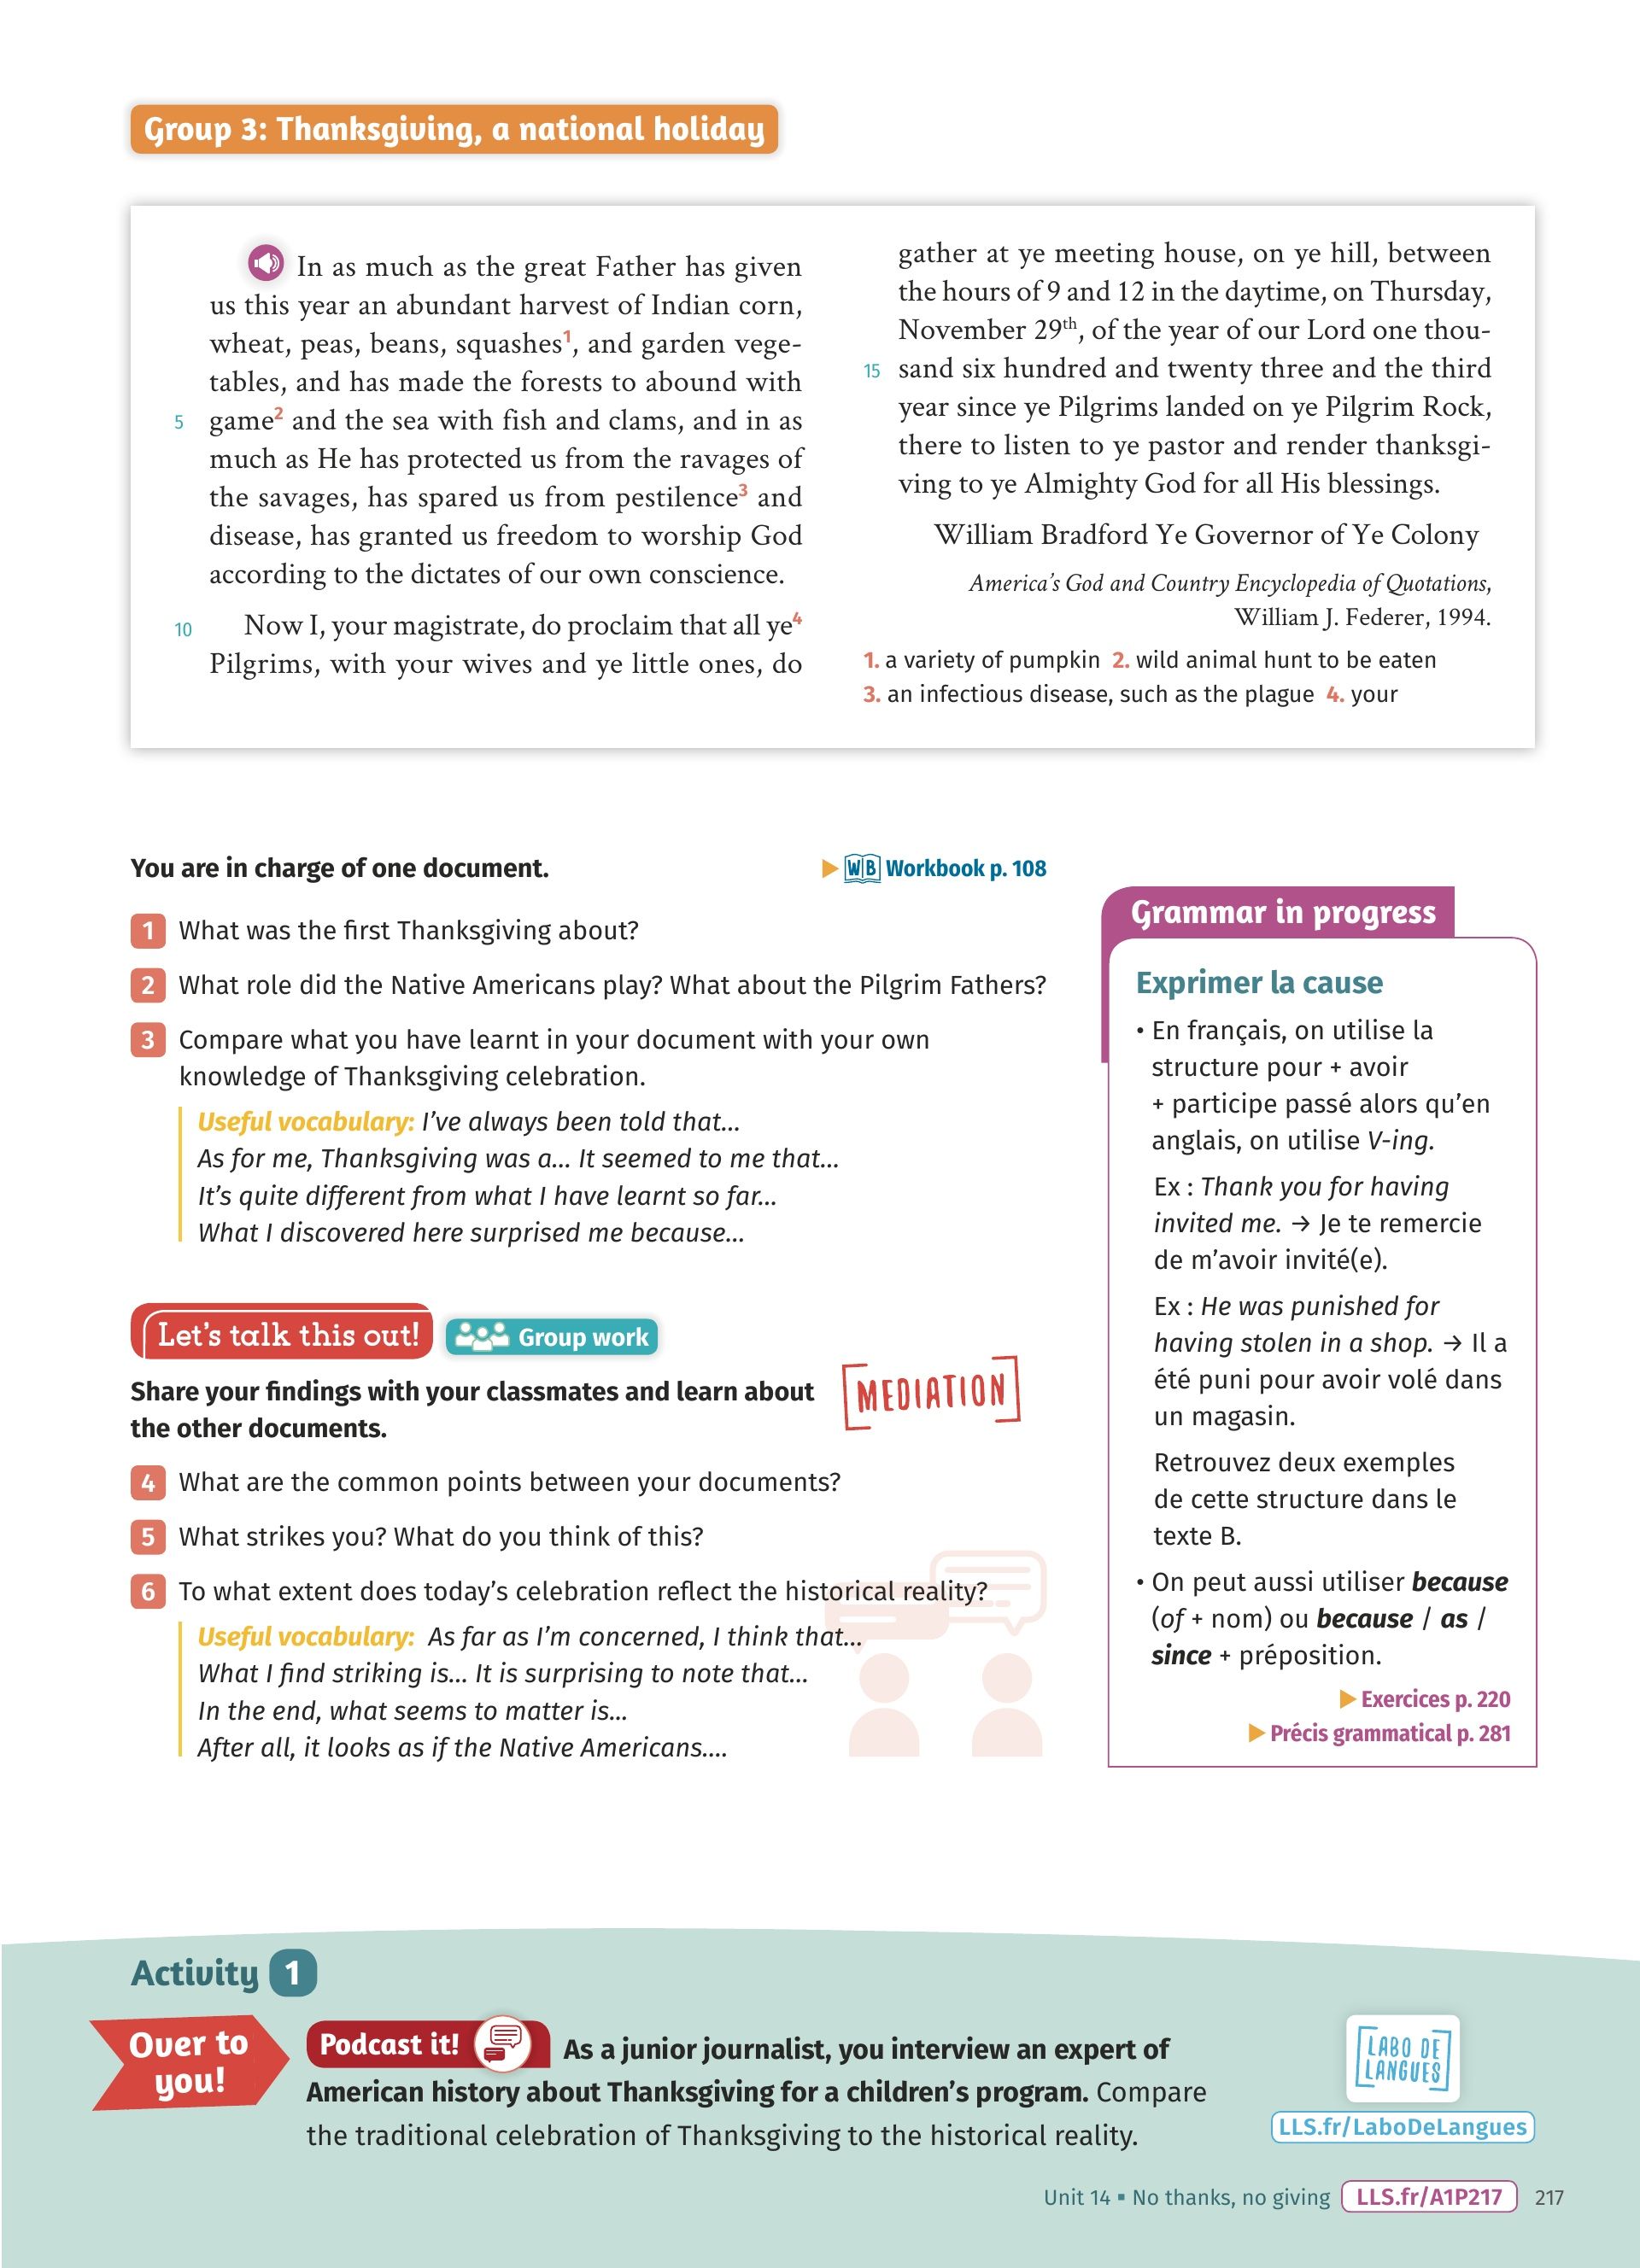 Group 3: Thanksgiving, a national holiday
In as much as the great Father has given
us this year an abundant harvest of Indian corn,
wheat, peas, beans, squashes1, and garden vege-
tables, and has made the forests to abound with
5 game2 and the sea with fish and clams, and in as
much as He has protected us from the ravages of
the savages, has spared us from pestilence3 and
disease, has granted us freedom to worship God
according to the dictates of our own conscience.
10 Now I, your magistrate, do proclaim that all ye4
Pilgrims, with your wives and ye little ones, do
gather at ye meeting house, on ye hill, between
the hours of 9 and 12 in the daytime, on Thursday,
November 29th, of the year of our Lord one thou-
15 sand six hundred and twenty three and the third
year since ye Pilgrims landed on ye Pilgrim Rock,
there to listen to ye pastor and render thanksgi-
ving to ye Almighty God for all His blessings.
William Bradford Ye Governor of Ye Colony
America's God and Country Encyclopedia of Quotations,
William J. Federer, 1994.
1. a variety of pumpkin 2. wild animal hunt to be eaten
3. an infectious disease, such as the plague 4. your
You are in charge of one document.
WB Workbook p. 108
1 What was the first Thanksgiving about?
2 What role did the Native Americans play? What about the Pilgrim Fathers?
3 Compare what you have learnt in your document with your own
knowledge of Thanksgiving celebration.
Useful vocabulary: I've always been told that...
As for me, Thanksgiving was a... It seemed to me that...
It's quite different from what I have learnt so far...
What I discovered here surprised me because...
Let's talk this out!
Group work
Share your findings with your classmates and learn about
the other documents.
MEDIATION
4 What are the common points between your documents?
5 What strikes you? What do you think of this?
6 To what extent does today's celebration reflect the historical reality?
Useful vocabulary: As far as I'm concerned, I think that...
What I find striking is... It is surprising to note that...
In the end, what seems to matter is...
After all, it looks as if the Native Americans....
Grammar in progress
Exprimer la cause
• En français, on utilise la
structure pour + avoir
+ participe passé alors qu'en
anglais, on utilise V-ing.
Ex : Thank you for having
invited me. → Je te remercie
de m'avoir invité(e).
Ex : He was punished for
having stolen in a shop. → Il a
été puni pour avoir volé dans
un magasin.
Retrouvez deux exemples
de cette structure dans le
texte B.
• On peut aussi utiliser because
(of + nom) ou because / as /
since + préposition.
Exercices p. 220
Précis grammatical p. 281
Activity 1
Over to
you!
Podcast it! As a junior journalist, you interview an expert of
American history about Thanksgiving for a children's program. Compare
the traditional celebration of Thanksgiving to the historical reality.
LABO DE
LANGUES
LLS.fr/LaboDeLangues
Unit 14 ▪ No thanks, no giving LLS.fr/A1P217 217